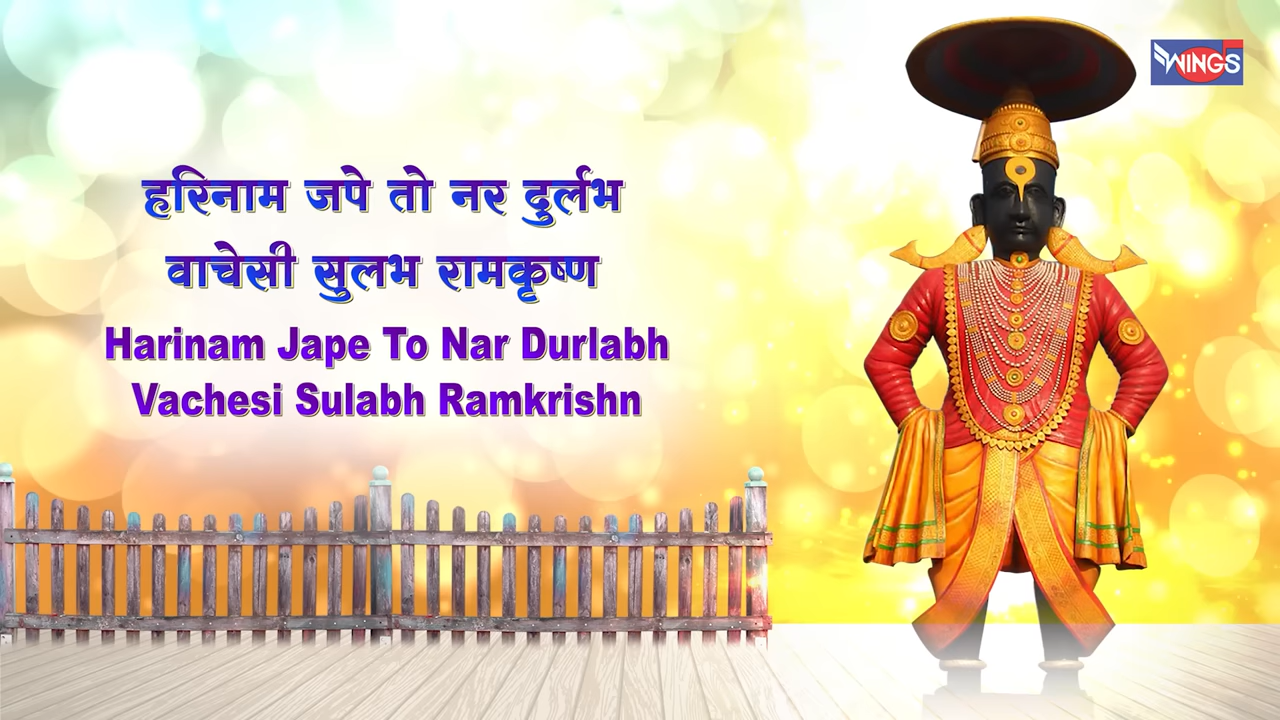 WINGS
हरिनाम जपे तो नर दुर्लभ
वाचेसी सुलभ रामकृष्ण
Harinam Jape To Nar Durlabh
Vachesi Sulabh Ramkrishn